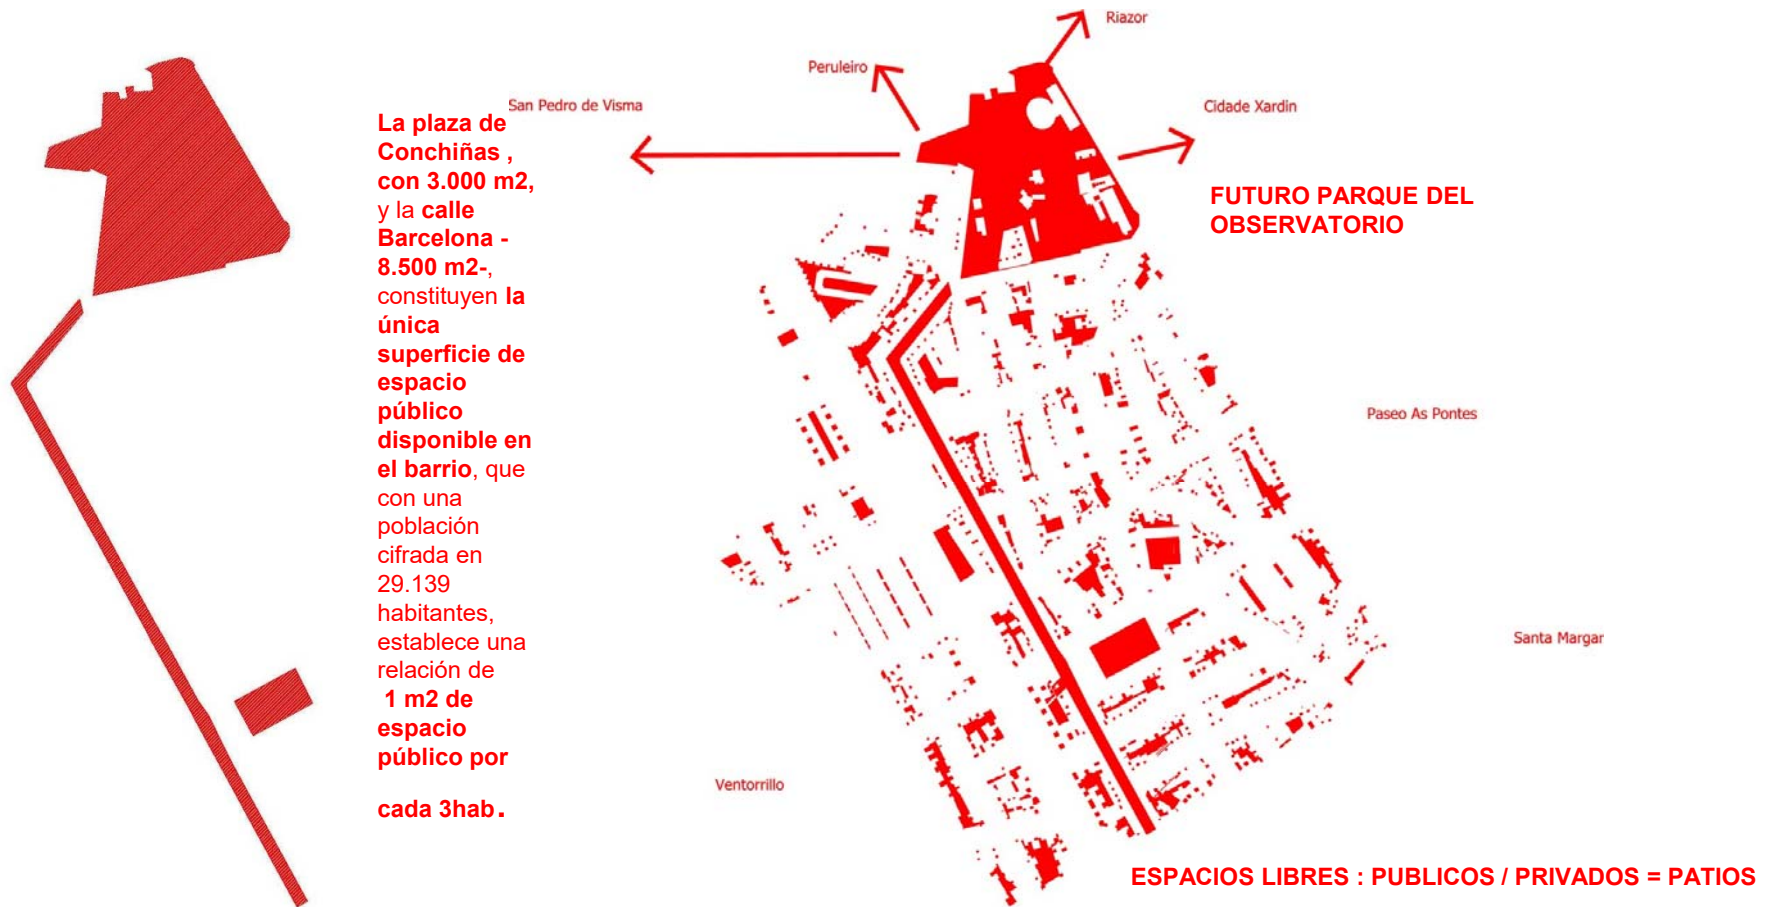 Riazor
Peruleiro
San Pedro de Visma
Cidade Xardin
La plaza de
Conchiñas ,
con 3.000 m2,
y la calle
Barcelona -
8.500 m2-,
constituyen la
única
superficie de
espacio
público
disponible en
el barrio, que
con una
población
cifrada en
29.139
habitantes,
establece una
relación de
1 m2 de
espacio
público por
cada 3hab.
FUTURO PARQUE DEL
OBSERVATORIO
Paseo As Pontes
Santa Margar
Ventorrillo
ESPACIOS LIBRES : PUBLICOS / PRIVADOS = PATIOS